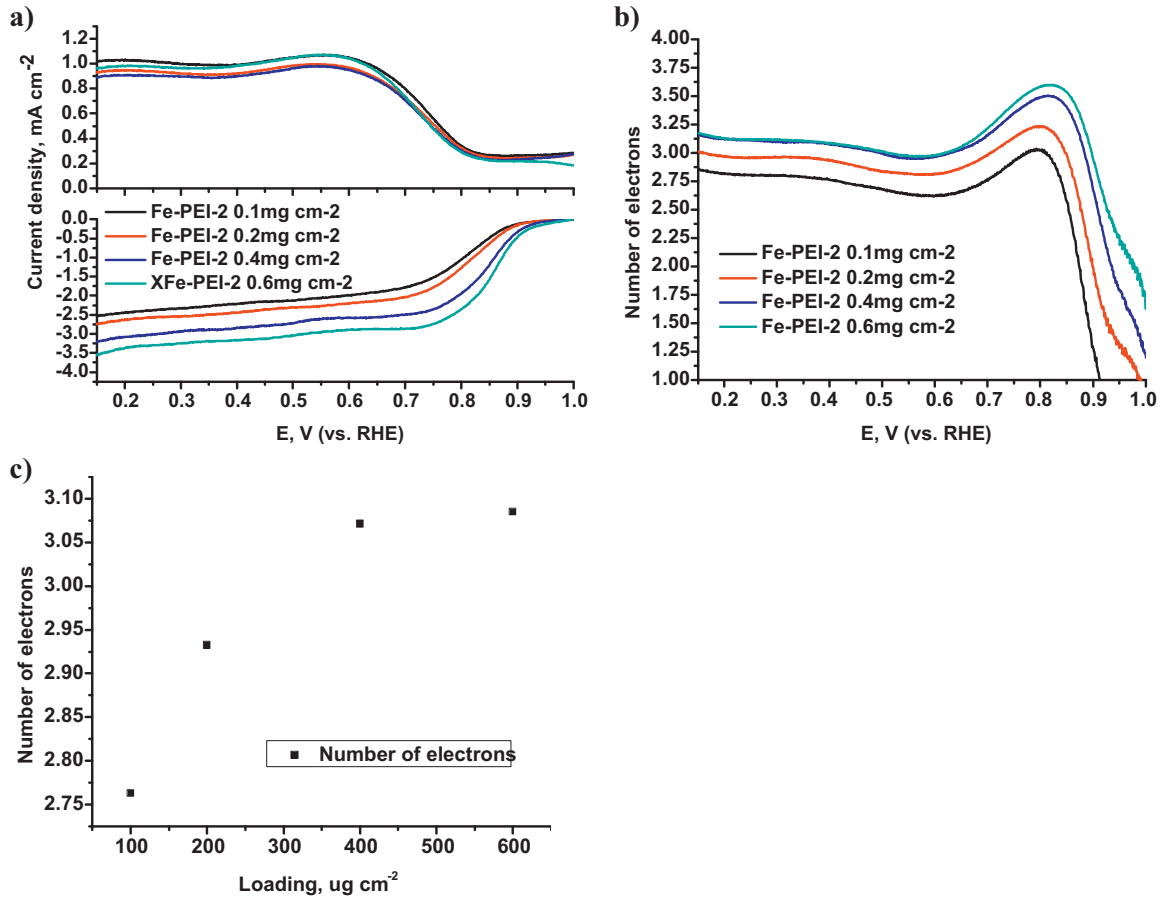 a)
Current density, mA cm-2
1.2
1.0
0.8
0.6
0.4
0.2
0.0
Fe-PEI-2 0.1mg cm-2
Fe-PEI-2 0.2mg cm-2
Fe-PEI-2 0.4mg cm-2
XFe-PEI-2 0.6mg cm-2
0.0
-0.5
-1.0
-1.5
-2.0
-2.5
-3.0
-3.5
-4.0
0.2 0.3 0.4 0.5 0.6 0.7 0.8 0.9 1.0
E, V (vs. RHE)
b)
Number of electrons
4.00
3.75
3.50
3.25
3.00
2.75
2.50
2.25
2.00
1.75
1.50
1.25
1.00
Fe-PEI-2 0.1mg cm-2
Fe-PEI-2 0.2mg cm-2
Fe-PEI-2 0.4mg cm-2
Fe-PEI-2 0.6mg cm-2
0.2 0.3 0.4 0.5 0.6 0.7 0.8 0.9 1.0
E, V (vs. RHE)
c)
Number of electrons
3.10
3.05
3.00
2.95
2.90
2.85
2.80
2.75
Number of electrons
100 200 300 400 500 600
Loading, ug cm-2